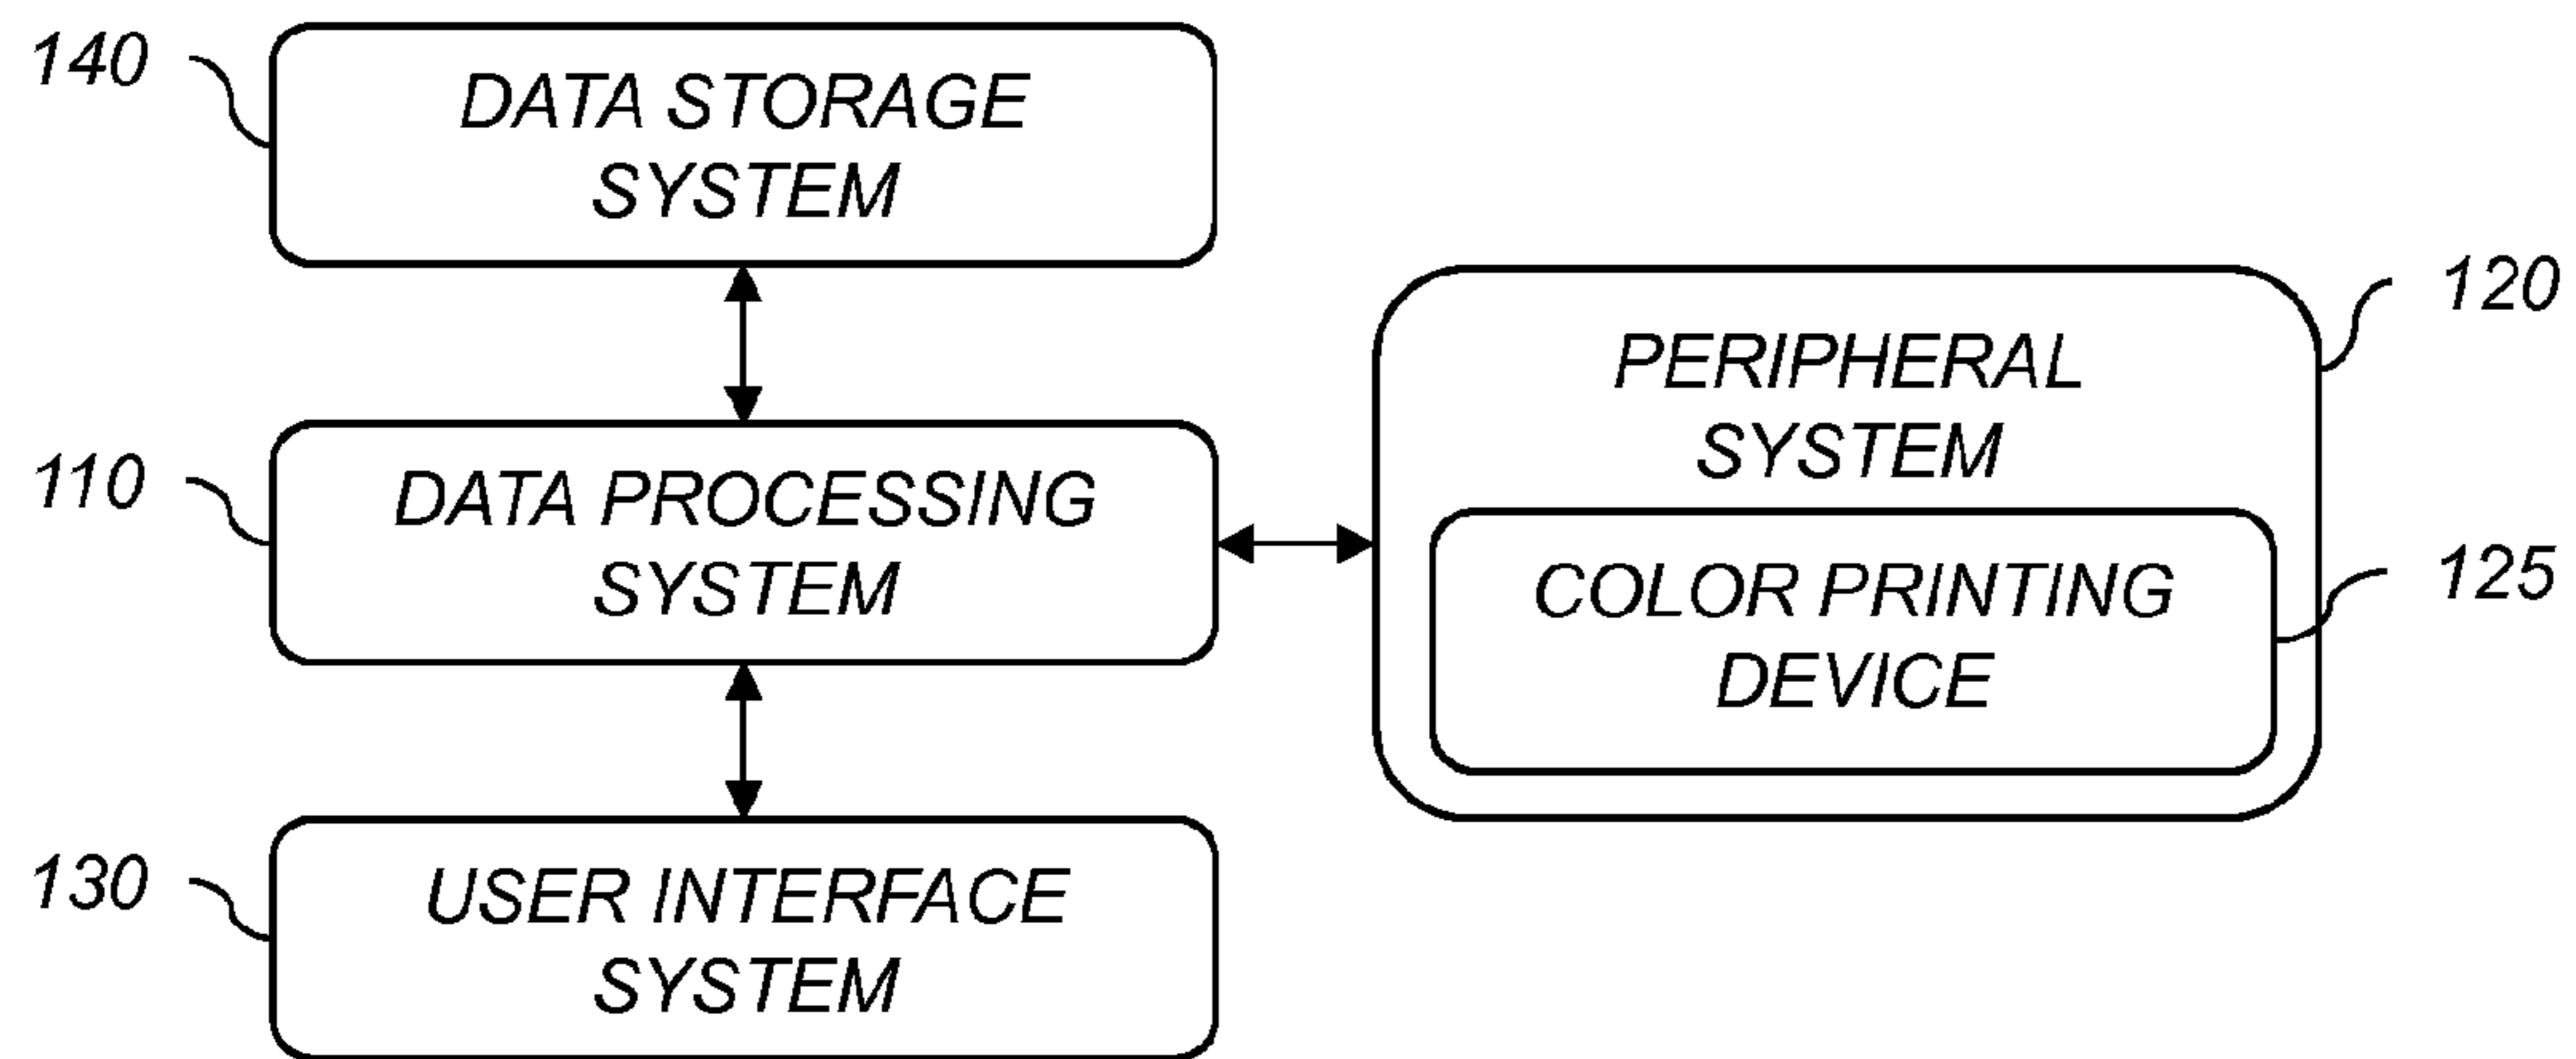 140
DATA STORAGE
SYSTEM
120
PERIPHERAL
SYSTEM
110
DATA PROCESSING
SYSTEM
125
COLOR PRINTING
DEVICE
130
USER INTERFACE
SYSTEM